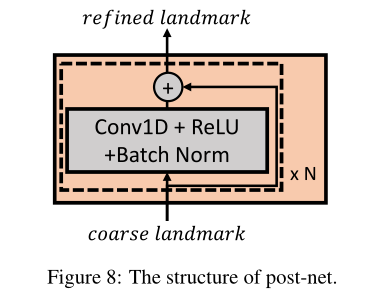 refined landmark
+
Conv1D + ReLU
+Batch Norm
x N
coarse landmark
Figure 8: The structure of post-net.